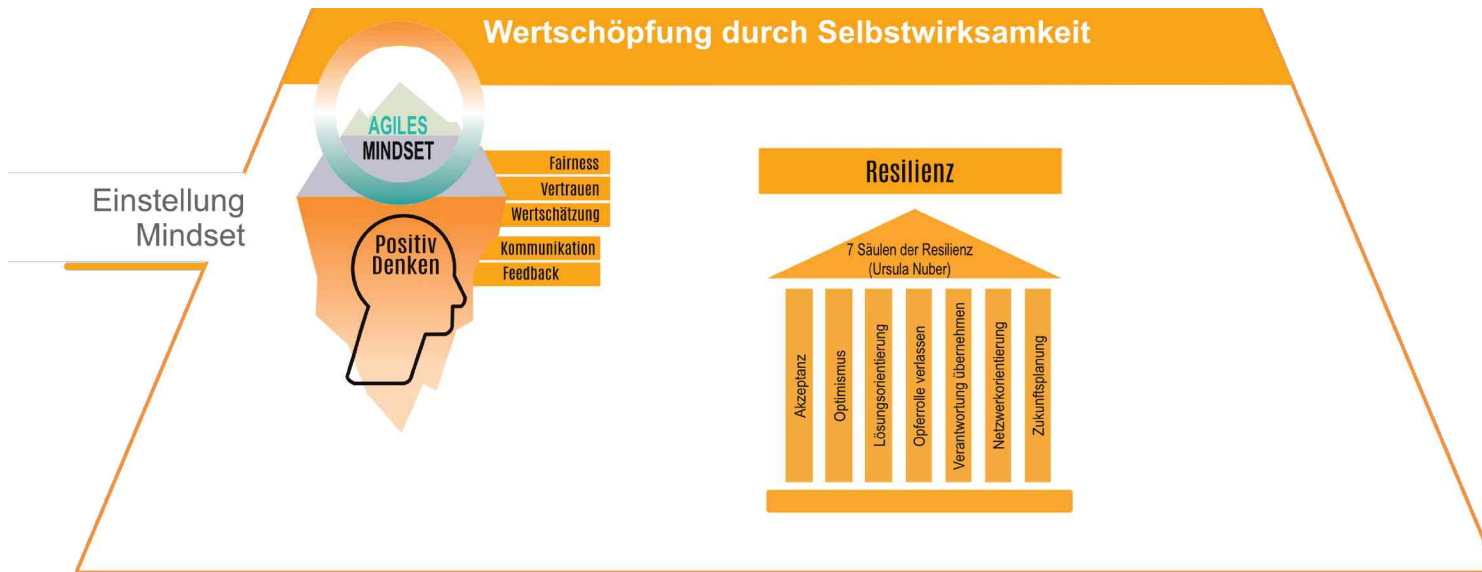 Wertschöpfung durch Selbstwirksamkeit
Einstellung
Mindset
AGILES
MINDSET
Fairness
Vertrauen
Wertschätzung
Kommunikation
Feedback
Positiv
Denken
Resilienz
7 Säulen der Resilienz
(Ursula Nuber)
Akzeptanz
Optimismus
Lösungsorientierung
Opferrolle verlassen
Verantwortung übernehmen
Netzwerkorientierung
Zukunftsplanung